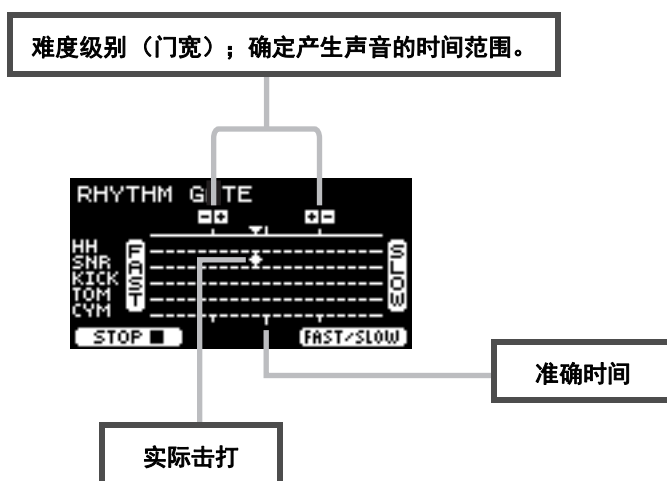 难度级别（门宽）；确定产生声音的时间范围。
RHYTHM G TE
－＋ ＋－
HH
SNR
KICK
TOM
CYM
FAST
SLOW
STOP ■
FAST/SLOW
准确时间
实际击打